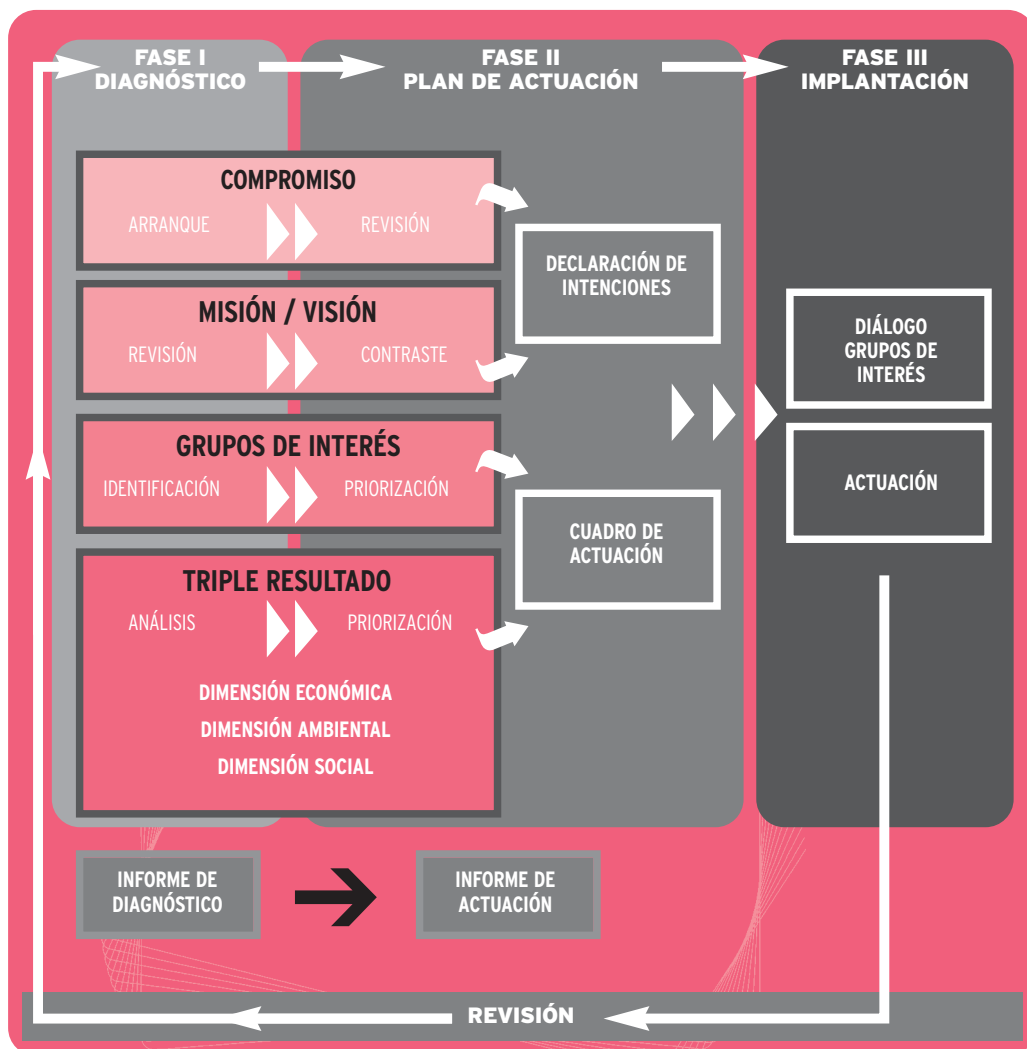 FASE I
DIAGNÓSTICO
FASE II
PLAN DE ACTUACIÓN
FASE III
IMPLANTACIÓN
COMPROMISO
ARRANQUE
REVISIÓN
MISIÓN / VISIÓN
REVISIÓN
CONTRASTE
DECLARACIÓN DE
INTENCIONES
GRUPOS DE INTERÉS
IDENTIFICACIÓN
PRIORIZACIÓN
TRIPLE RESULTADO
ANÁLISIS
PRIORIZACIÓN
DIMENSIÓN ECONÓMICA
DIMENSIÓN AMBIENTAL
DIMENSIÓN SOCIAL
CUADRO DE
ACTUACIÓN
DIÁLOGO
GRUPOS DE
INTERÉS
ACTUACIÓN
INFORME DE
DIAGNÓSTICO
INFORME DE
ACTUACIÓN
REVISIÓN